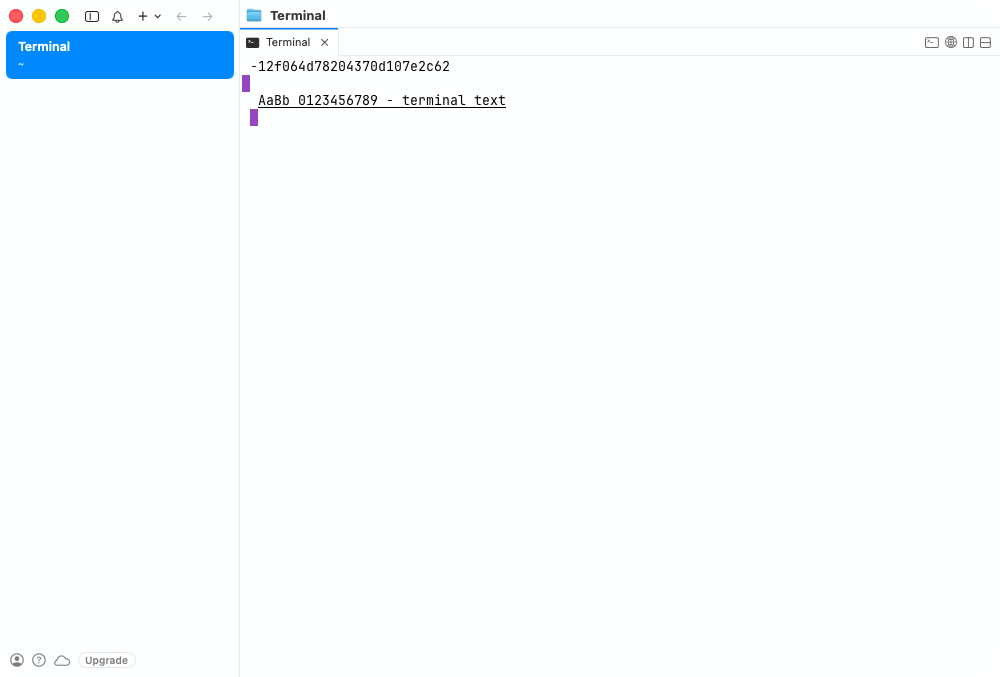 Terminal
Terminal
~
Terminal
-12f064d78204370d107e2c62
AaBb 0123456789 - terminal text
Upgrade